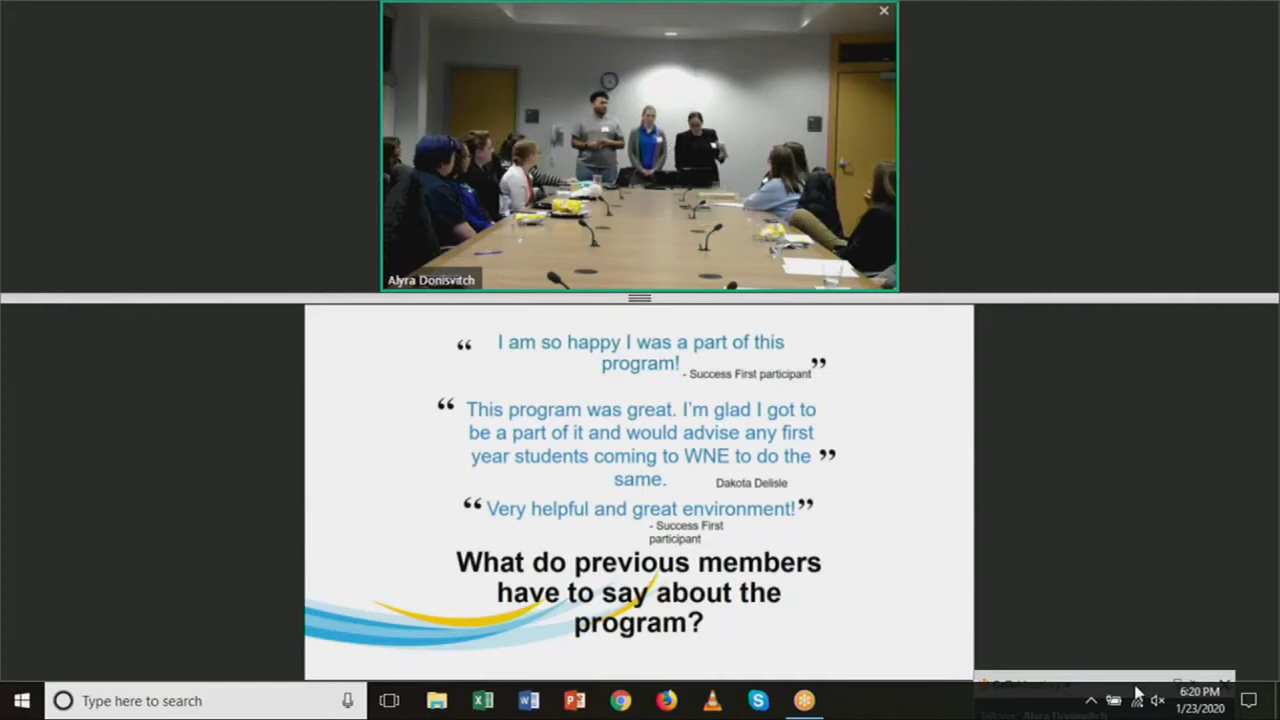 Alyra Donisvitch
“ I am so happy I was a part of this
program! - Success First participant ”
“ This program was great. I’m glad I got to
be a part of it and would advise any first
year students coming to WNE to do the ”
same. Dakota Delisle
“ Very helpful and great environment! ”
- Success First
participant
What do previous members
have to say about the
program?
Type here to search
6:20 PM
1/23/2020